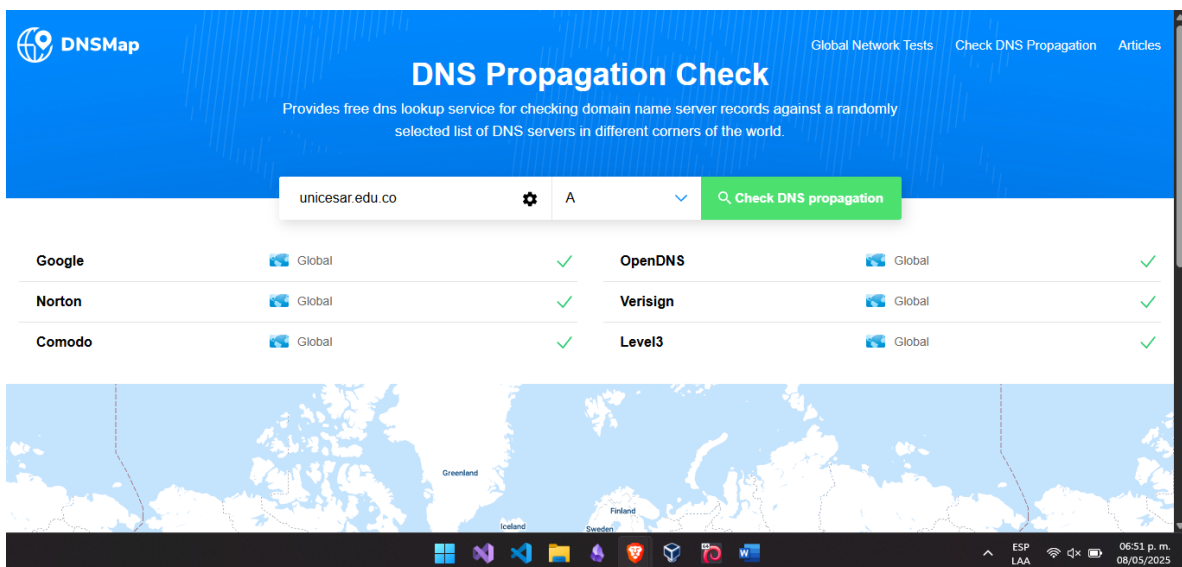 DNSMap
Global Network Tests Check DNS Propagation Articles
DNS Propagation Check
Provides free dns lookup service for checking domain name server records against a randomly
selected list of DNS servers in different corners of the world.
unicesar.edu.co A Check DNS propagation
Google Global OpenDNS Global
Norton Global Verisign Global
Comodo Global Level3 Global
Greenland
Finland
Iceland
Sweden
ESP 06:51 p. m.
LAA 08/05/2025